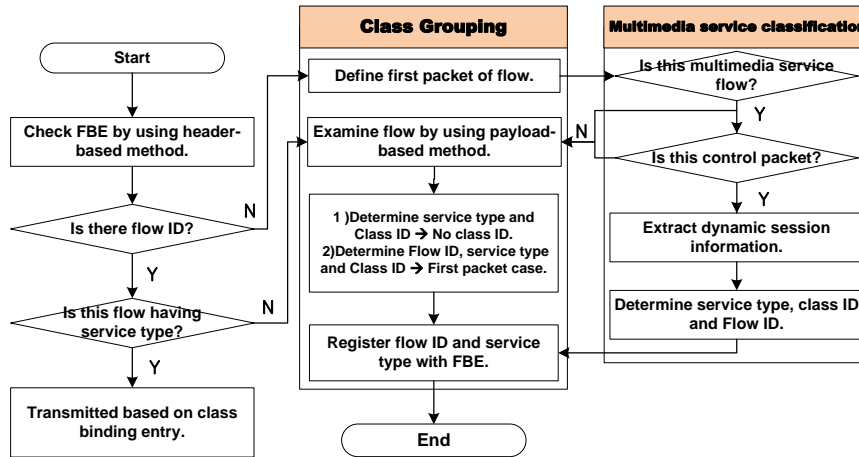 Start
Check FBE by using header-
based method.
Is there flow ID?
N
Y
Is this flow having
service type?
N
Y
Transmitted based on class
binding entry.
Class Grouping
Define first packet of flow.
Examine flow by using payload-
based method.
1 )Determine service type and
Class ID → No class ID.
2)Determine Flow ID, service type
and Class ID → First packet case.
Register flow ID and service
type with FBE.
End
Multimedia service classification
Is this multimedia service
flow?
Y
N
Is this control packet?
Y
Extract dynamic session
information.
Determine service type, class ID
and Flow ID.